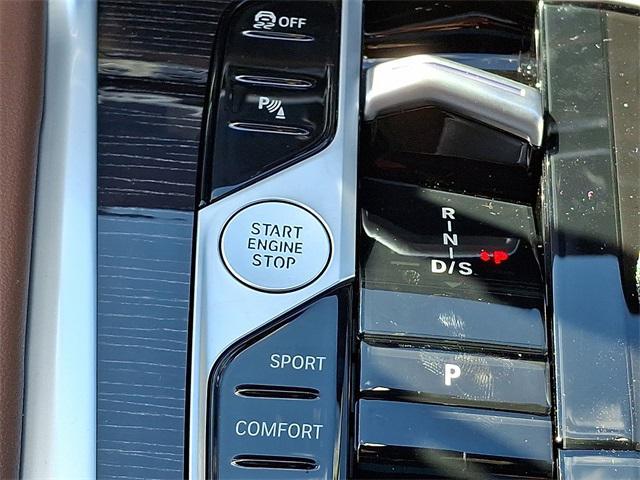 OFF
P
START
ENGINE
STOP
SPORT
COMFORT
R
N
D/S
P
P